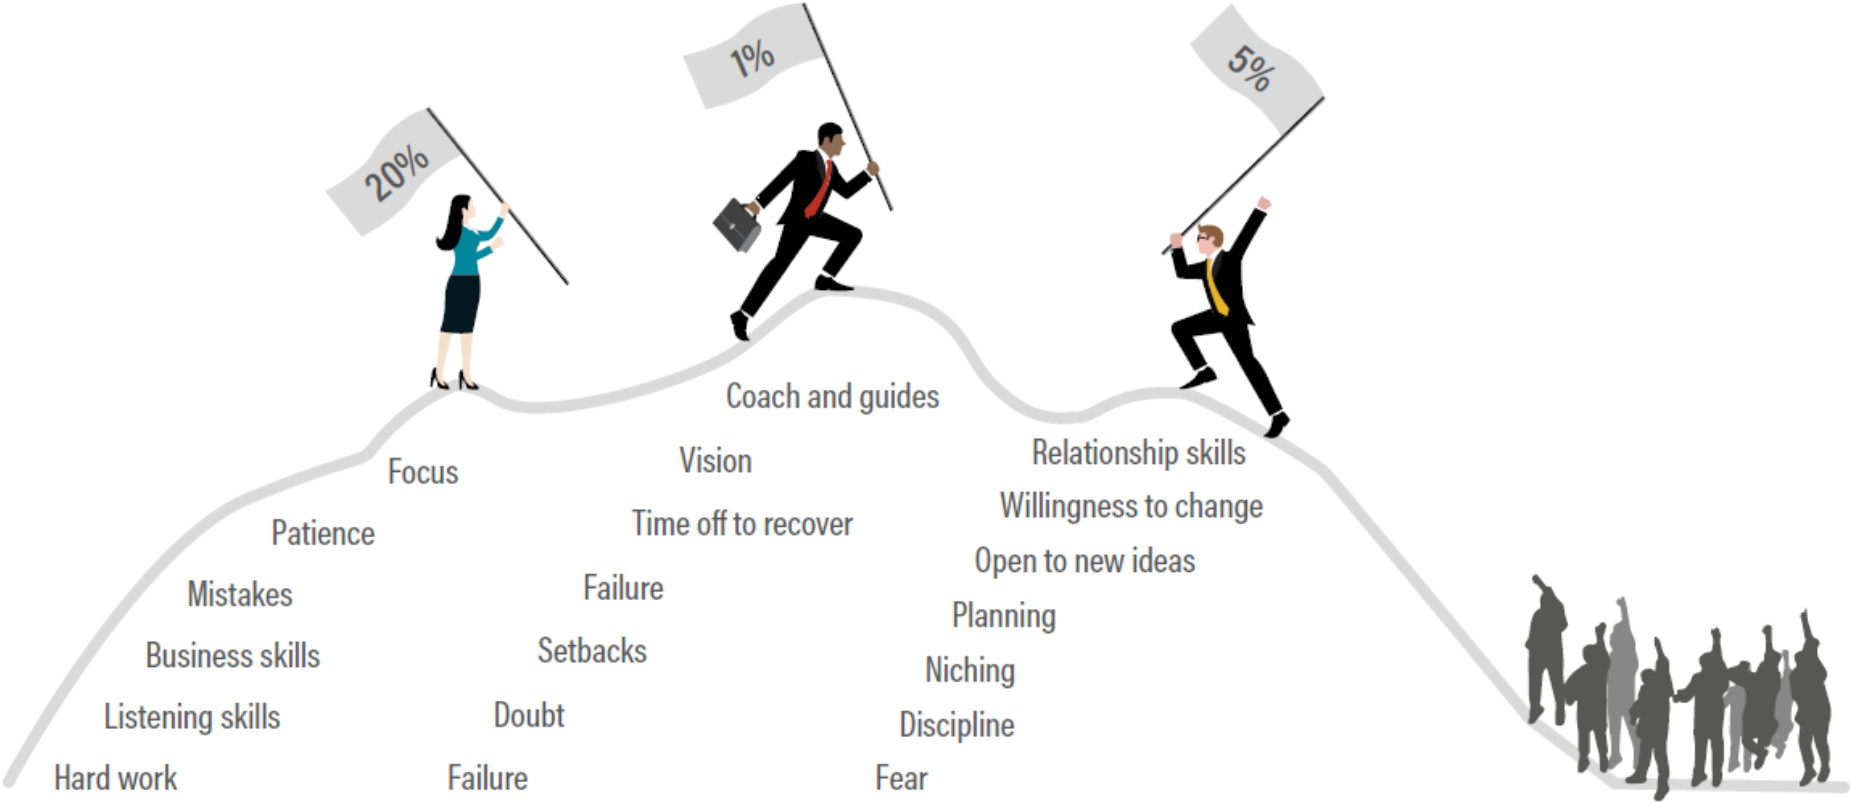 20%
1%
5%
Focus
Patience
Mistakes
Business skills
Listening skills
Hard work
Coach and guides
Vision
Time off to recover
Failure
Setbacks
Doubt
Failure
Relationship skills
Willingness to change
Open to new ideas
Planning
Niching
Discipline
Fear